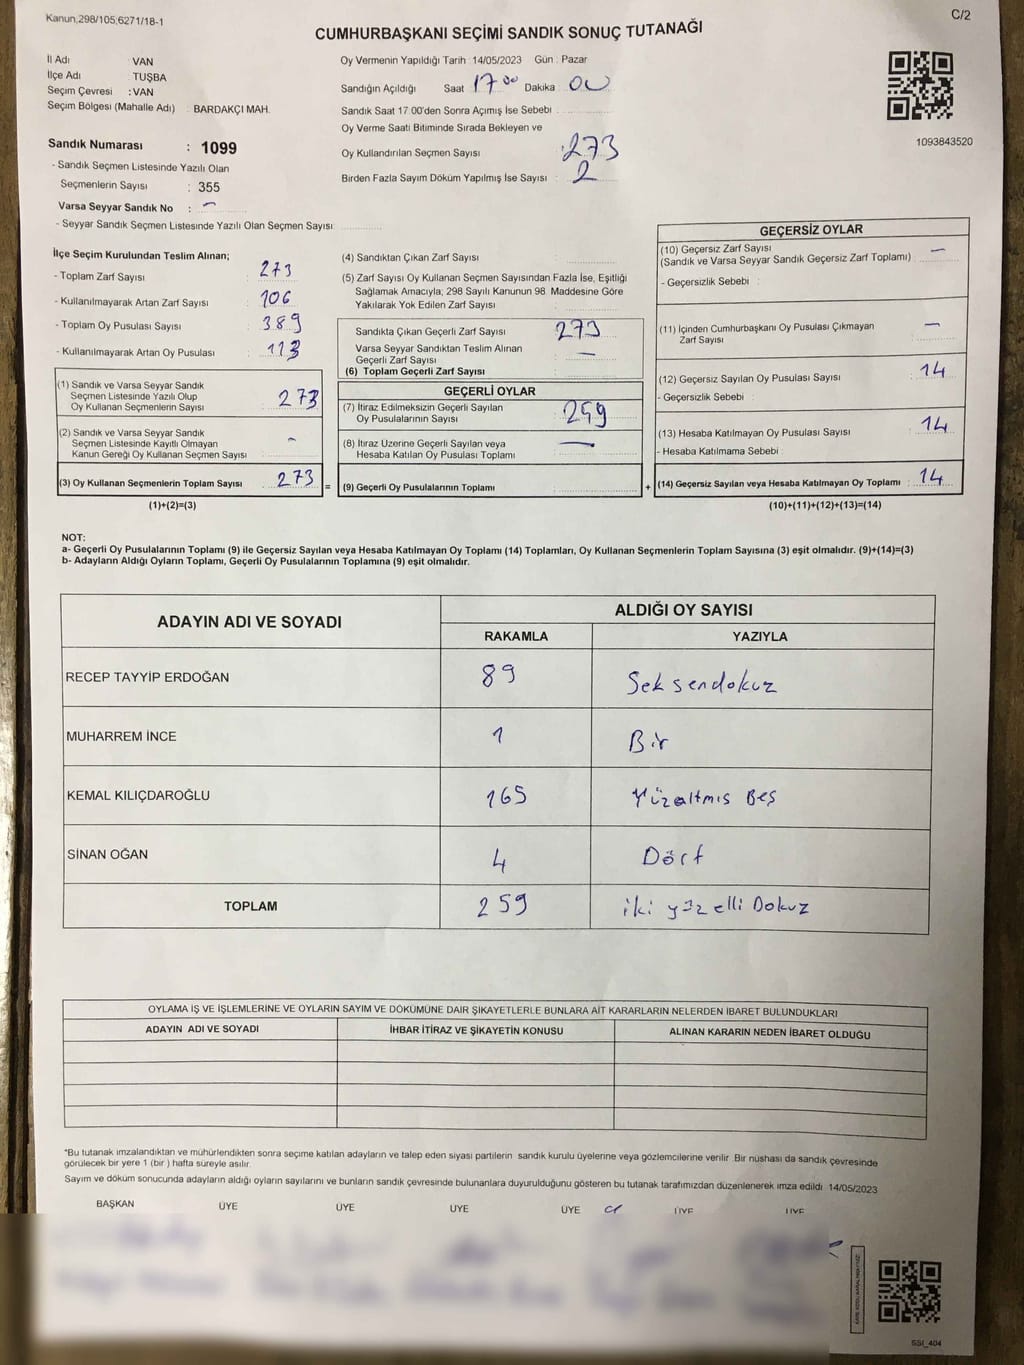 Kanun,298/105,6271/18-1
C/2
CUMHURBAŞKANI SEÇİMİ SANDIK SONUÇ TUTANAĞI
İl Adı : VAN
İlçe Adı : TUŞBA
Seçim Çevresi : VAN
Seçim Bölgesi (Mahalle Adı) : BARDAKÇI MAH.
Oy Vermenin Yapıldığı Tarih 14/05/2023 Gün : Pazar
Sandığın Açıldığı Saat 17 00 Dakika 00
Sandık Saat 17:00'den Sonra Açımış İse Sebebi :
Oy Verme Saati Bitiminde Sırada Bekleyen ve
Oy Kullandırılan Seçmen Sayısı : 273
Birden Fazla Sayım Döküm Yapılmış İse Sayısı : 2
1093843520
Sandık Numarası : 1099
- Sandık Seçmen Listesinde Yazılı Olan
Seçmenlerin Sayısı : 355
Varsa Seyyar Sandık No : -
- Seyyar Sandık Seçmen Listesinde Yazılı Olan Seçmen Sayısı :
İlçe Seçim Kurulundan Teslim Alınan;
- Toplam Zarf Sayısı : 273
- Kullanılmayarak Artan Zarf Sayısı : 106
- Toplam Oy Pusulası Sayısı : 389
- Kullanılmayarak Artan Oy Pusulası : 113
(1) Sandık ve Varsa Seyyar Sandık
Seçmen Listesinde Yazılı Olup
Oy Kullanan Seçmenlerin Sayısı : 273
(2) Sandık ve Varsa Seyyar Sandık
Seçmen Listesinde Kayıtlı Olmayan
Kanun Gereği Oy Kullanan Seçmen Sayısı : -
(3) Oy Kullanan Seçmenlerin Toplam Sayısı : 273 =
(1)+(2)=(3)
(4) Sandıktan Çıkan Zarf Sayısı :
(5) Zarf Sayısı Oy Kullanan Seçmen Sayısından Fazla İse, Eşitliği
Sağlamak Amacıyla; 298 Sayılı Kanunun 98. Maddesine Göre
Yakılarak Yok Edilen Zarf Sayısı :
Sandıkta Çıkan Geçerli Zarf Sayısı : 273
Varsa Seyyar Sandıktan Teslim Alınan
Geçerli Zarf Sayısı : -
(6) Toplam Geçerli Zarf Sayısı :
GEÇERLİ OYLAR
(7) İtiraz Edilmeksizin Geçerli Sayılan
Oy Pusulalarının Sayısı : 259
(8) İtiraz Üzerine Geçerli Sayılan veya
Hesaba Katılan Oy Pusulası Toplamı : -
(9) Geçerli Oy Pusulalarının Toplamı : +
GEÇERSİZ OYLAR
(10) Geçersiz Zarf Sayısı
(Sandık ve Varsa Seyyar Sandık Geçersiz Zarf Toplamı) : -
- Geçersizlik Sebebi :
(11) İçinden Cumhurbaşkanı Oy Pusulası Çıkmayan
Zarf Sayısı : -
(12) Geçersiz Sayılan Oy Pusulası Sayısı : 14
- Geçersizlik Sebebi :
(13) Hesaba Katılmayan Oy Pusulası Sayısı : 14
- Hesaba Katılmama Sebebi :
(14) Geçersiz Sayılan veya Hesaba Katılmayan Oy Toplamı : 14
(10)+(11)+(12)+(13)=(14)
NOT:
a- Geçerli Oy Pusulalarının Toplamı (9) ile Geçersiz Sayılan veya Hesaba Katılmayan Oy Toplamı (14) Toplamları, Oy Kullanan Seçmenlerin Toplam Sayısına (3) eşit olmalıdır. (9)+(14)=(3)
b- Adayların Aldığı Oyların Toplamı, Geçerli Oy Pusulalarının Toplamına (9) eşit olmalıdır.
ADAYIN ADI VE SOYADI
ALDIĞI OY SAYISI
RAKAMLA YAZIYLA
RECEP TAYYİP ERDOĞAN 89 Seksendokuz
MUHARREM İNCE 1 Bir
KEMAL KILIÇDAROĞLU 165 Yüzaltmış Beş
SİNAN OĞAN 4 Dört
TOPLAM 259 iki yüzelli Dokuz
OYLAMA İŞ VE İŞLEMLERİNE VE OYLARIN SAYIM VE DÖKÜMÜNE DAİR ŞİKAYETLERLE BUNLARA AİT KARARLARIN NELERDEN İBARET BULUNDUKLARI
ADAYIN ADI VE SOYADI İHBAR İTİRAZ VE ŞİKAYETİN KONUSU ALINAN KARARIN NEDEN İBARET OLDUĞU
*Bu tutanak imzalandıktan ve mühürlendikten sonra seçime katılan adayların ve talep eden siyasi partilerin sandık kurulu üyelerine veya gözlemcilerine verilir. Bir nüshası da sandık çevresinde
görülecek bir yere 1 (bir) hafta süreyle asılır.
Sayım ve döküm sonucunda adayların aldığı oyların sayılarını ve bunların sandık çevresinde bulunanlara duyurulduğunu gösteren bu tutanak tarafımızdan düzenlenerek imza edildi. 14/05/2023
BAŞKAN ÜYE ÜYE ÜYE ÜYE ÜYE ÜYE
SSI_404